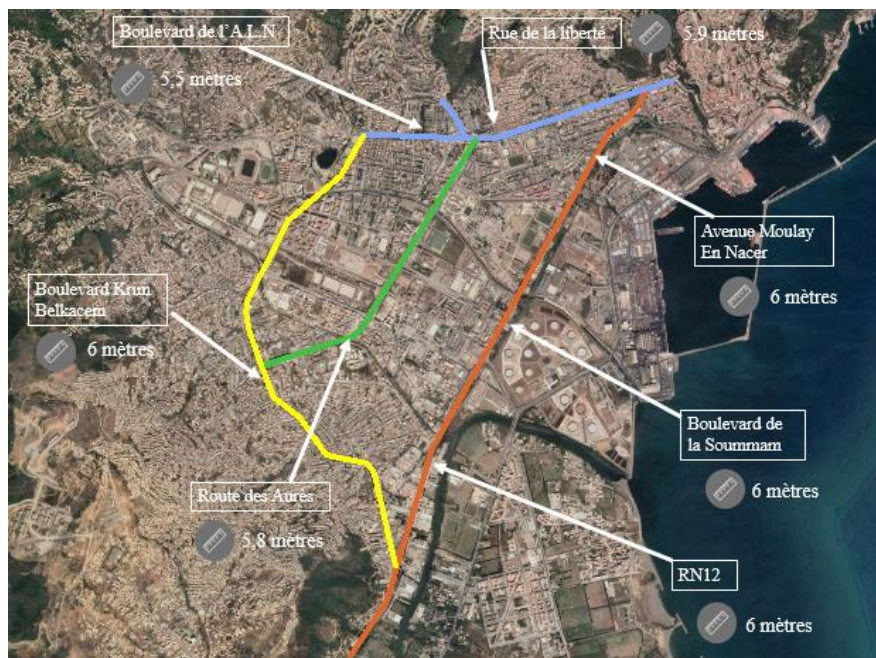 Boulevard de l'A.L.N
Rue de la liberté
5,9 mètres
5,5 mètres
Avenue Moulay
En Nacer
6 mètres
Boulevard Krim
Belkacem
6 mètres
Boulevard de
la Soummam
6 mètres
Route des Aures
5,8 mètres
RN12
6 mètres